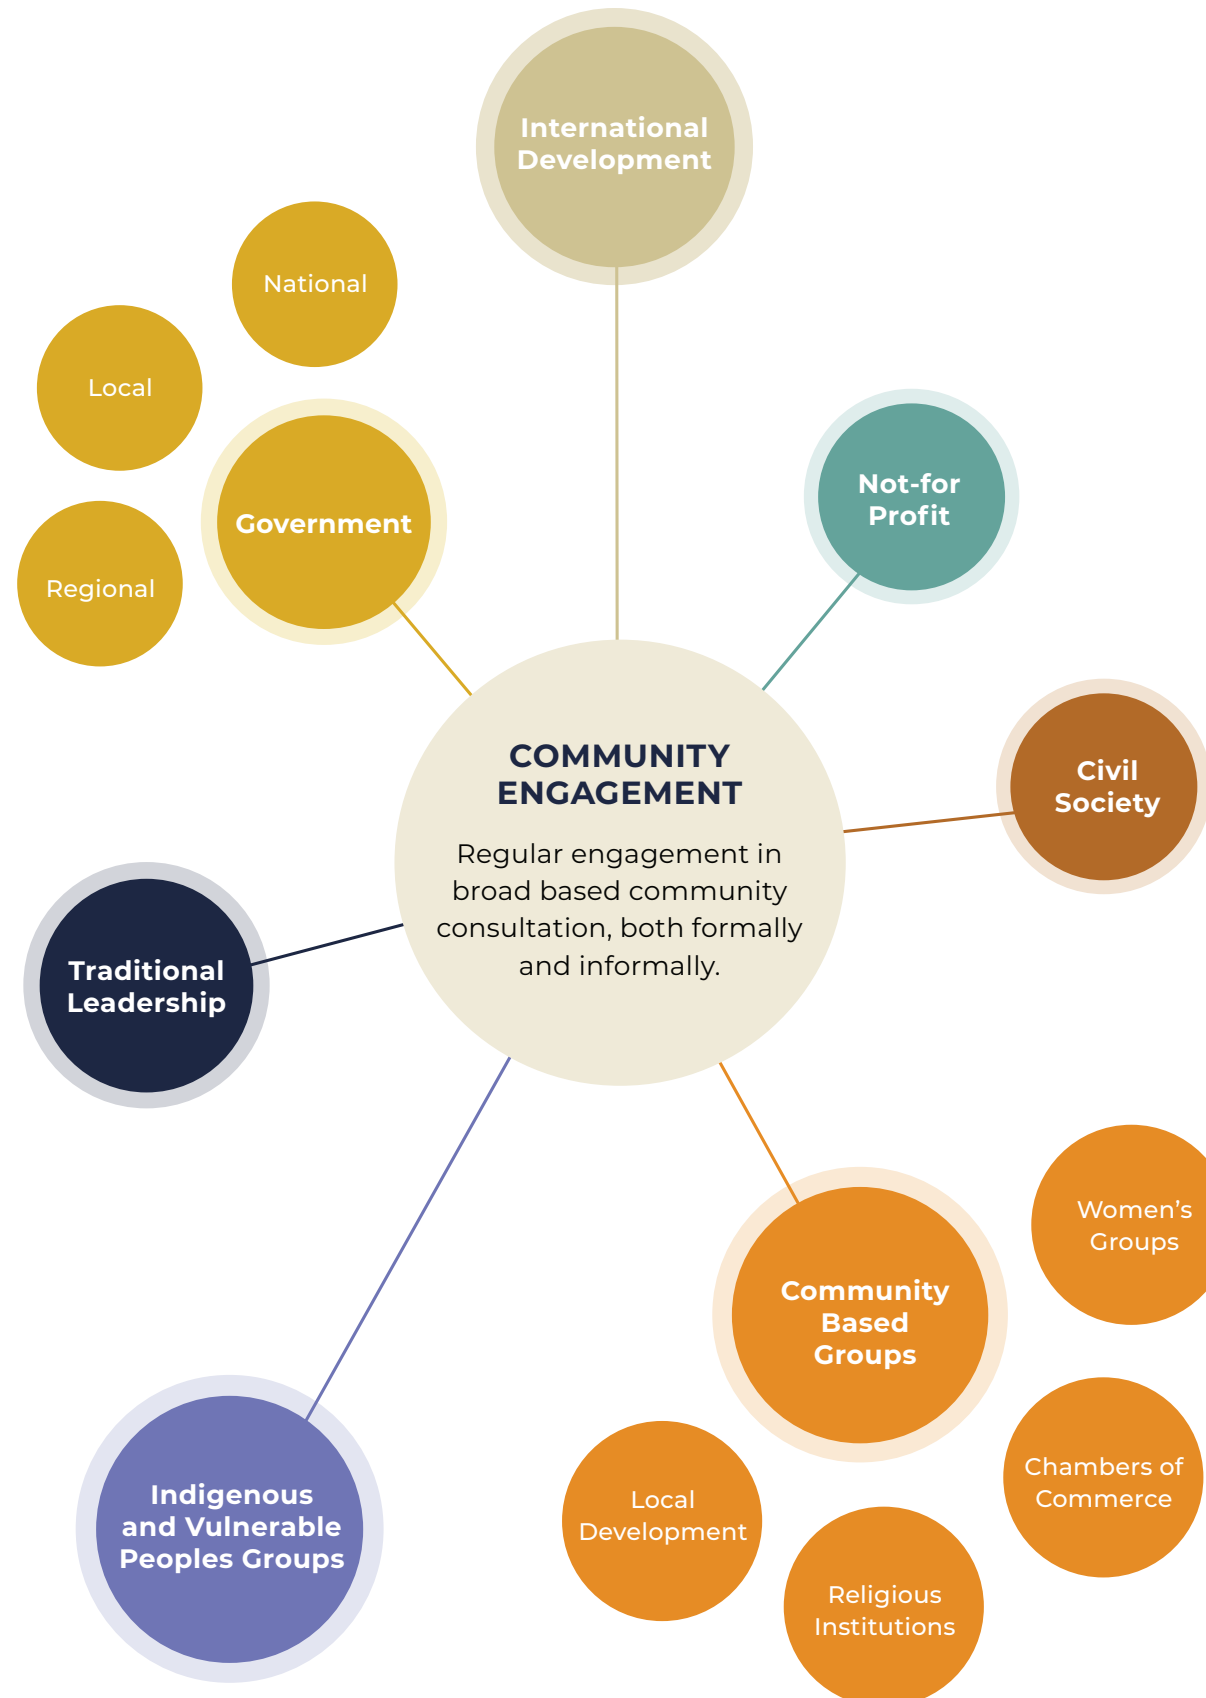 International
Development
National
Local
Government
Regional
Not-for
Profit
COMMUNITY
ENGAGEMENT
Regular engagement in
broad based community
consultation, both formally
and informally.
Civil
Society
Traditional
Leadership
Women’s
Groups
Community
Based
Groups
Chambers of
Commerce
Local
Development
Religious
Institutions
Indigenous
and Vulnerable
Peoples Groups